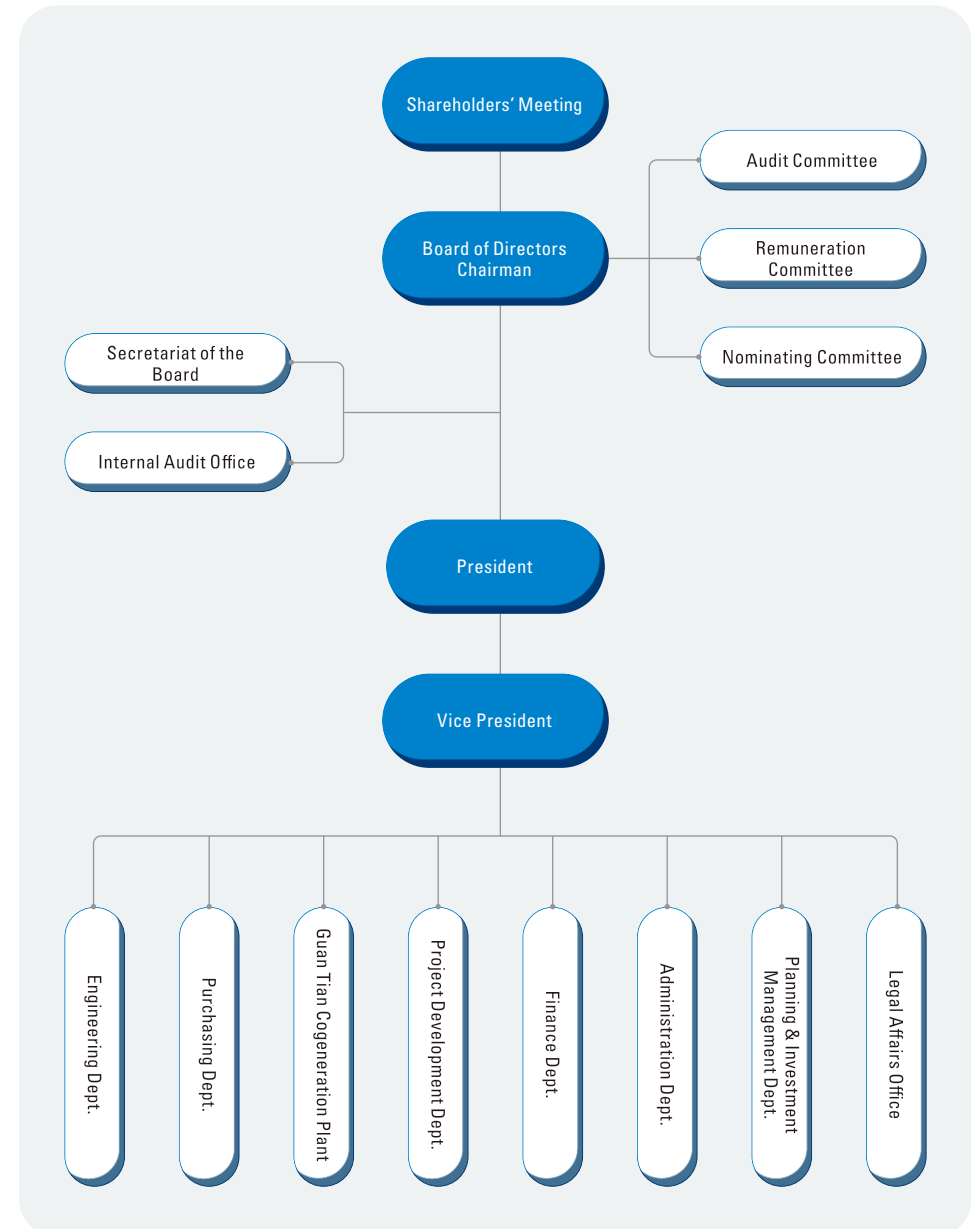 Shareholders’ Meeting
Audit Committee
Board of Directors
Chairman
Remuneration
Committee
Nominating Committee
Secretariat of the
Board
Internal Audit Office
President
Vice President
Engineering Dept.
Purchasing Dept.
Guan Tian Cogeneration Plant
Project Development Dept.
Finance Dept.
Administration Dept.
Planning & Investment
Management Dept.
Legal Affairs Office